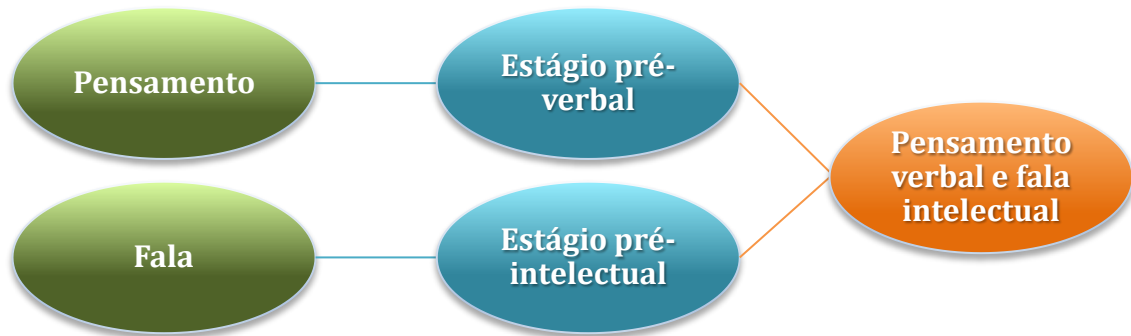 Pensamento
Estágio pré-
verbal
Fala
Estágio pré-
intelectual
Pensamento
verbal e fala
intelectual